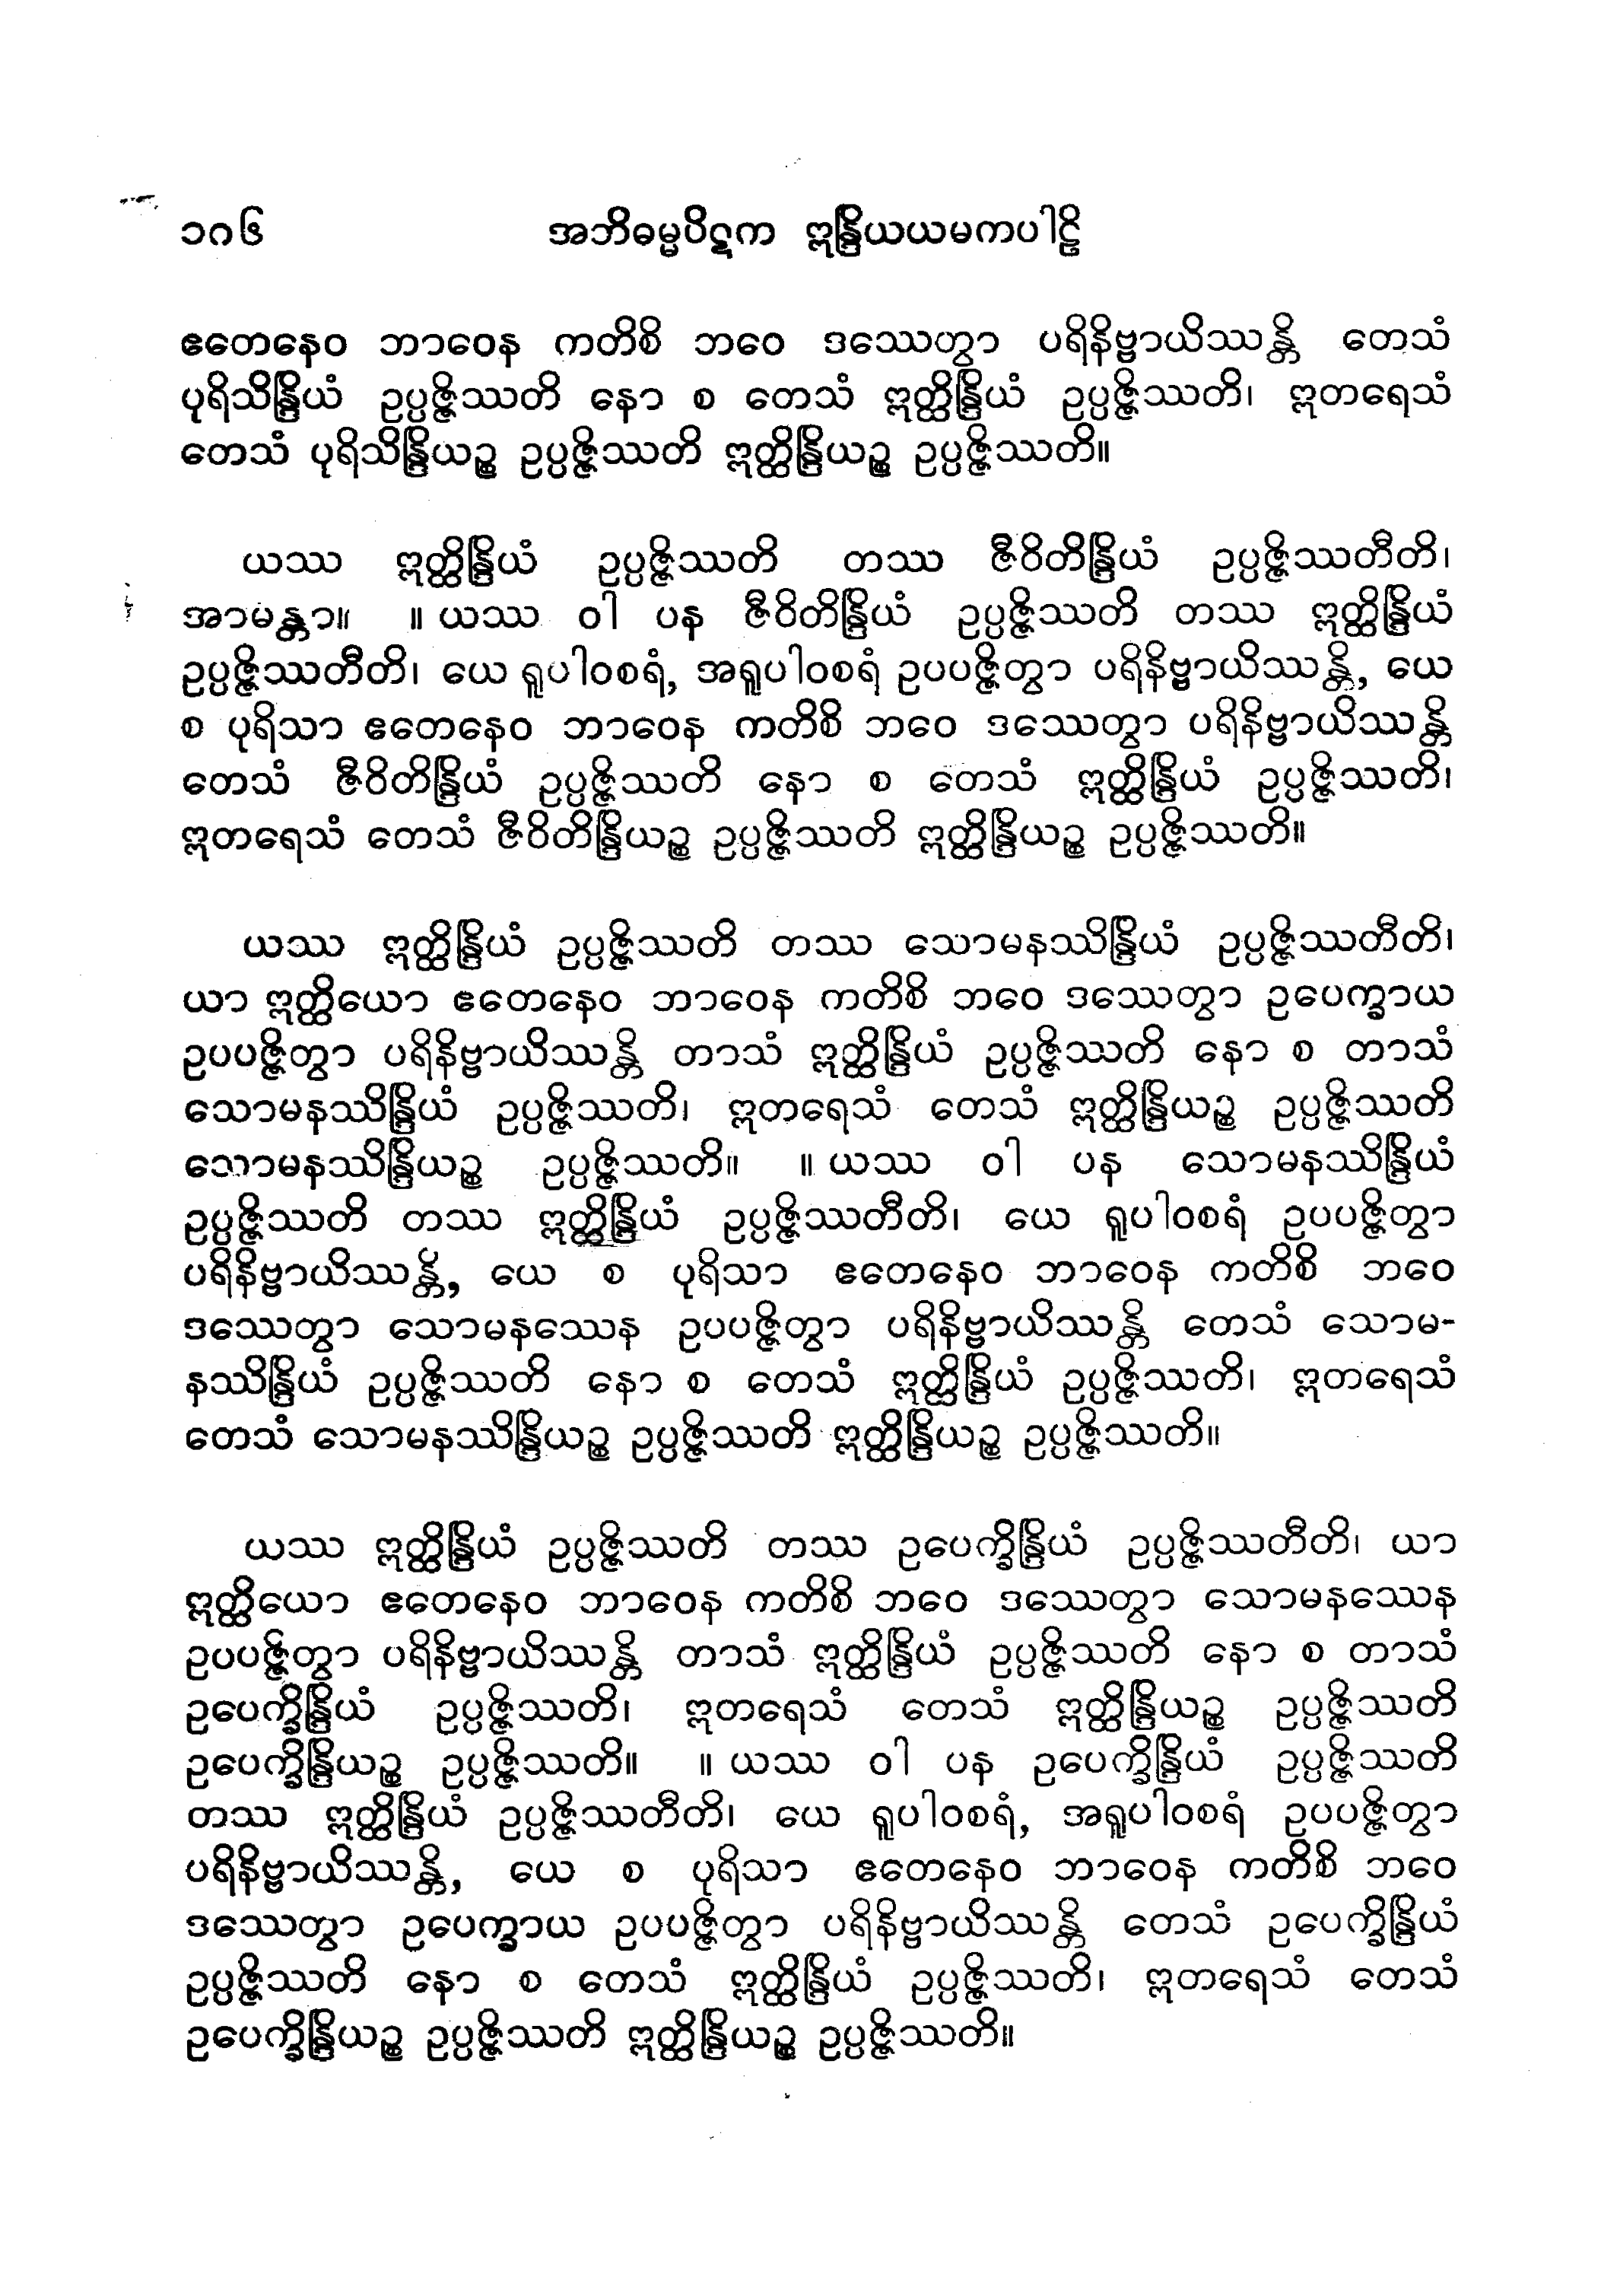 ၁၈၆ အဘိဓမ္မပိဋက ဣန္ဒြိယယမကပါဠိ
ဧတေနေဝ ဘာဝေန ကတိစိ ဘဝေ ဒဿေတွာ ပရိနိဗ္ဗာယိဿန္တိ တေသံ
ပုရိသိန္ဒြိယံ ဥပ္ပဇ္ဇိဿတိ နော စ တေသံ ဣတ္ထိန္ဒြိယံ ဥပ္ပဇ္ဇိဿတိ၊ ဣတရေသံ
တေသံ ပုရိသိန္ဒြိယဉ္စ ဥပ္ပဇ္ဇိဿတိ ဣတ္ထိန္ဒြိယဉ္စ ဥပ္ပဇ္ဇိဿတိ။
ယဿ ဣတ္ထိန္ဒြိယံ ဥပ္ပဇ္ဇိဿတိ တဿ ဇီဝိတိန္ဒြိယံ ဥပ္ပဇ္ဇိဿတီတိ၊
အာမန္တာ။ ။ ယဿ ဝါ ပန ဇီဝိတိန္ဒြိယံ ဥပ္ပဇ္ဇိဿတိ တဿ ဣတ္ထိန္ဒြိယံ
ဥပ္ပဇ္ဇိဿတီတိ၊ ယေ ရူပါဝစရံ, အရူပါဝစရံ ဥပပဇ္ဇိတွာ ပရိနိဗ္ဗာယိဿန္တိ, ယေ
စ ပုရိသာ ဧတေနေဝ ဘာဝေန ကတိစိ ဘဝေ ဒဿေတွာ ပရိနိဗ္ဗာယိဿန္တိ
တေသံ ဇီဝိတိန္ဒြိယံ ဥပ္ပဇ္ဇိဿတိ နော စ တေသံ ဣတ္ထိန္ဒြိယံ ဥပ္ပဇ္ဇိဿတိ၊
ဣတရေသံ တေသံ ဇီဝိတိန္ဒြိယဉ္စ ဥပ္ပဇ္ဇိဿတိ ဣတ္ထိန္ဒြိယဉ္စ ဥပ္ပဇ္ဇိဿတိ။
ယဿ ဣတ္ထိန္ဒြိယံ ဥပ္ပဇ္ဇိဿတိ တဿ သောမနဿိန္ဒြိယံ ဥပ္ပဇ္ဇိဿတီတိ၊
ယာ ဣတ္ထိယော ဧတေနေဝ ဘာဝေန ကတိစိ ဘဝေ ဒဿေတွာ ဥပေက္ခာယ
ဥပပဇ္ဇိတွာ ပရိနိဗ္ဗာယိဿန္တိ တာသံ ဣတ္ထိန္ဒြိယံ ဥပ္ပဇ္ဇိဿတိ နော စ တာသံ
သောမနဿိန္ဒြိယံ ဥပ္ပဇ္ဇိဿတိ၊ ဣတရေသံ တေသံ ဣတ္ထိန္ဒြိယဉ္စ ဥပ္ပဇ္ဇိဿတိ
သောမနဿိန္ဒြိယဉ္စ ဥပ္ပဇ္ဇိဿတိ။ ။ ယဿ ဝါ ပန သောမနဿိန္ဒြိယံ
ဥပ္ပဇ္ဇိဿတိ တဿ ဣတ္ထိန္ဒြိယံ ဥပ္ပဇ္ဇိဿတီတိ၊ ယေ ရူပါဝစရံ ဥပပဇ္ဇိတွာ
ပရိနိဗ္ဗာယိဿန္တိ, ယေ စ ပုရိသာ ဧတေနေဝ ဘာဝေန ကတိစိ ဘဝေ
ဒဿေတွာ သောမနဿေန ဥပပဇ္ဇိတွာ ပရိနိဗ္ဗာယိဿန္တိ တေသံ သောမ-
နဿိန္ဒြိယံ ဥပ္ပဇ္ဇိဿတိ နော စ တေသံ ဣတ္ထိန္ဒြိယံ ဥပ္ပဇ္ဇိဿတိ၊ ဣတရေသံ
တေသံ သောမနဿိန္ဒြိယဉ္စ ဥပ္ပဇ္ဇိဿတိ ဣတ္ထိန္ဒြိယဉ္စ ဥပ္ပဇ္ဇိဿတိ။
ယဿ ဣတ္ထိန္ဒြိယံ ဥပ္ပဇ္ဇိဿတိ တဿ ဥပေက္ခိန္ဒြိယံ ဥပ္ပဇ္ဇိဿတီတိ၊ ယာ
ဣတ္ထိယော ဧတေနေဝ ဘာဝေန ကတိစိ ဘဝေ ဒဿေတွာ သောမနဿေန
ဥပပဇ္ဇိတွာ ပရိနိဗ္ဗာယိဿန္တိ တာသံ ဣတ္ထိန္ဒြိယံ ဥပ္ပဇ္ဇိဿတိ နော စ တာသံ
ဥပေက္ခိန္ဒြိယံ ဥပ္ပဇ္ဇိဿတိ၊ ဣတရေသံ တေသံ ဣတ္ထိန္ဒြိယဉ္စ ဥပ္ပဇ္ဇိဿတိ
ဥပေက္ခိန္ဒြိယဉ္စ ဥပ္ပဇ္ဇိဿတိ။ ။ ယဿ ဝါ ပန ဥပေက္ခိန္ဒြိယံ ဥပ္ပဇ္ဇိဿတိ
တဿ ဣတ္ထိန္ဒြိယံ ဥပ္ပဇ္ဇိဿတီတိ၊ ယေ ရူပါဝစရံ, အရူပါဝစရံ ဥပပဇ္ဇိတွာ
ပရိနိဗ္ဗာယိဿန္တိ, ယေ စ ပုရိသာ ဧတေနေဝ ဘာဝေန ကတိစိ ဘဝေ
ဒဿေတွာ ဥပေက္ခာယ ဥပပဇ္ဇိတွာ ပရိနိဗ္ဗာယိဿန္တိ တေသံ ဥပေက္ခိန္ဒြိယံ
ဥပ္ပဇ္ဇိဿတိ နော စ တေသံ ဣတ္ထိန္ဒြိယံ ဥပ္ပဇ္ဇိဿတိ၊ ဣတရေသံ တေသံ
ဥပေက္ခိန္ဒြိယဉ္စ ဥပ္ပဇ္ဇိဿတိ ဣတ္ထိန္ဒြိယဉ္စ ဥပ္ပဇ္ဇိဿတိ။